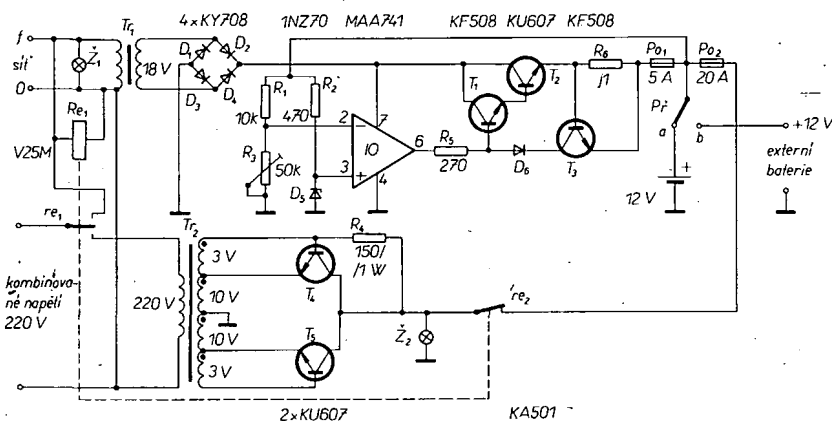 4×KY708 1NZ70 MAA741 KF508 KU607 KF508
f
síť
0
Ž1
Tr1
18 V
D1
D2
D3
D4
R1
10k
R2
470
R3
50k
D5
2
3
7
4
6
IO
R5
270
D6
T1
T2
T3
R6
j1
Po1
5 A
Po2
20 A
Př
a
b
12 V
+
+12 V
externí
baterie
Re1
V25M
re1
kombinova-
né napětí
220 V
Tr2
220 V
3 V
10 V
10 V
3 V
T4
T5
R4
150/
/1 W
Ž2
re2
2×KU607 KA501